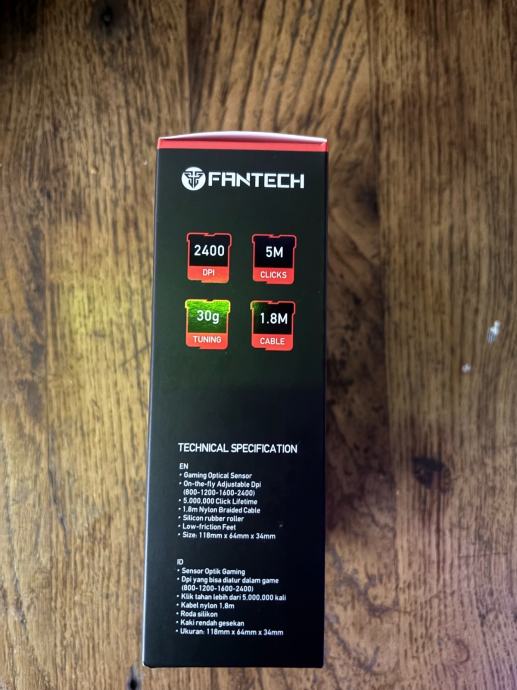 FANTECH
2400 5M
DPI CLICKS
30g 1.8M
TUNING CABLE
TECHNICAL SPECIFICATION
EN
• Gaming Optical Sensor
• On-the-fly Adjustable Dpi
(800-1200-1600-2400)
• 5.000,000 Click Lifetime
• 1.8m Nylon Braided Cable
• Silicon rubber roller
• Low-friction Feet
• Size: 118mm x 64mm x 34mm
ID
• Sensor Optik Gaming
• Dpi yang bisa diatur dalam game
(800-1200-1600-2400)
• Klik tahan lebih dari 5.000,000 kali
• Kabel nylon 1.8m
• Roda silikon
• Kaki rendah gesekan
• Ukuran: 118mm x 64mm x 34mm